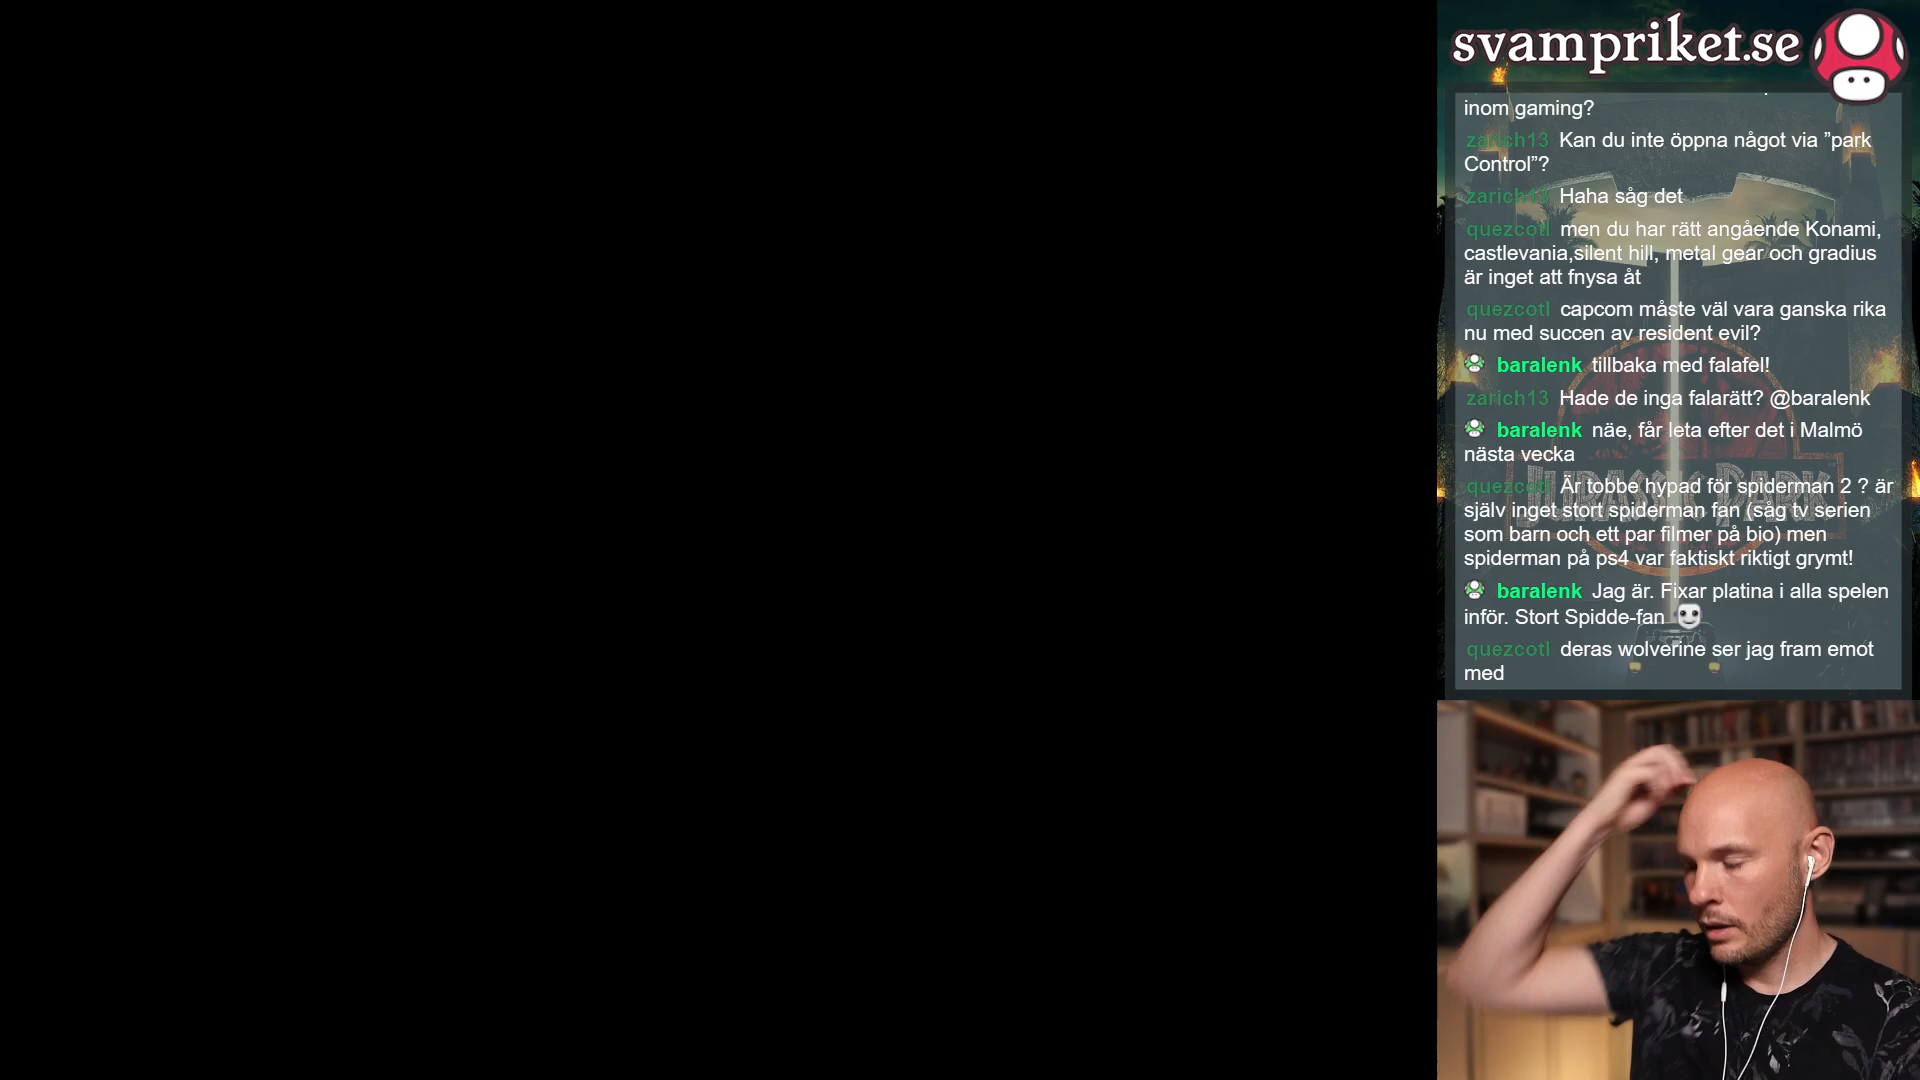 svampriket.se
inom gaming?
zarich13 Kan du inte öppna något via ”park
Control”?
zarich13 Haha såg det
quezcotl men du har rätt angående Konami,
castlevania,silent hill, metal gear och gradius
är inget att fnysa åt
quezcotl capcom måste väl vara ganska rika
nu med succen av resident evil?
baralenk tillbaka med falafel!
zarich13 Hade de inga falarätt? @baralenk
baralenk näe, får leta efter det i Malmö
nästa vecka
quezcotl Är tobbe hypad för spiderman 2 ? är
själv inget stort spiderman fan (såg tv serien
som barn och ett par filmer på bio) men
spiderman på ps4 var faktiskt riktigt grymt!
baralenk Jag är. Fixar platina i alla spelen
inför. Stort Spidde-fan
quezcotl deras wolverine ser jag fram emot
med
JURASSIC PARK